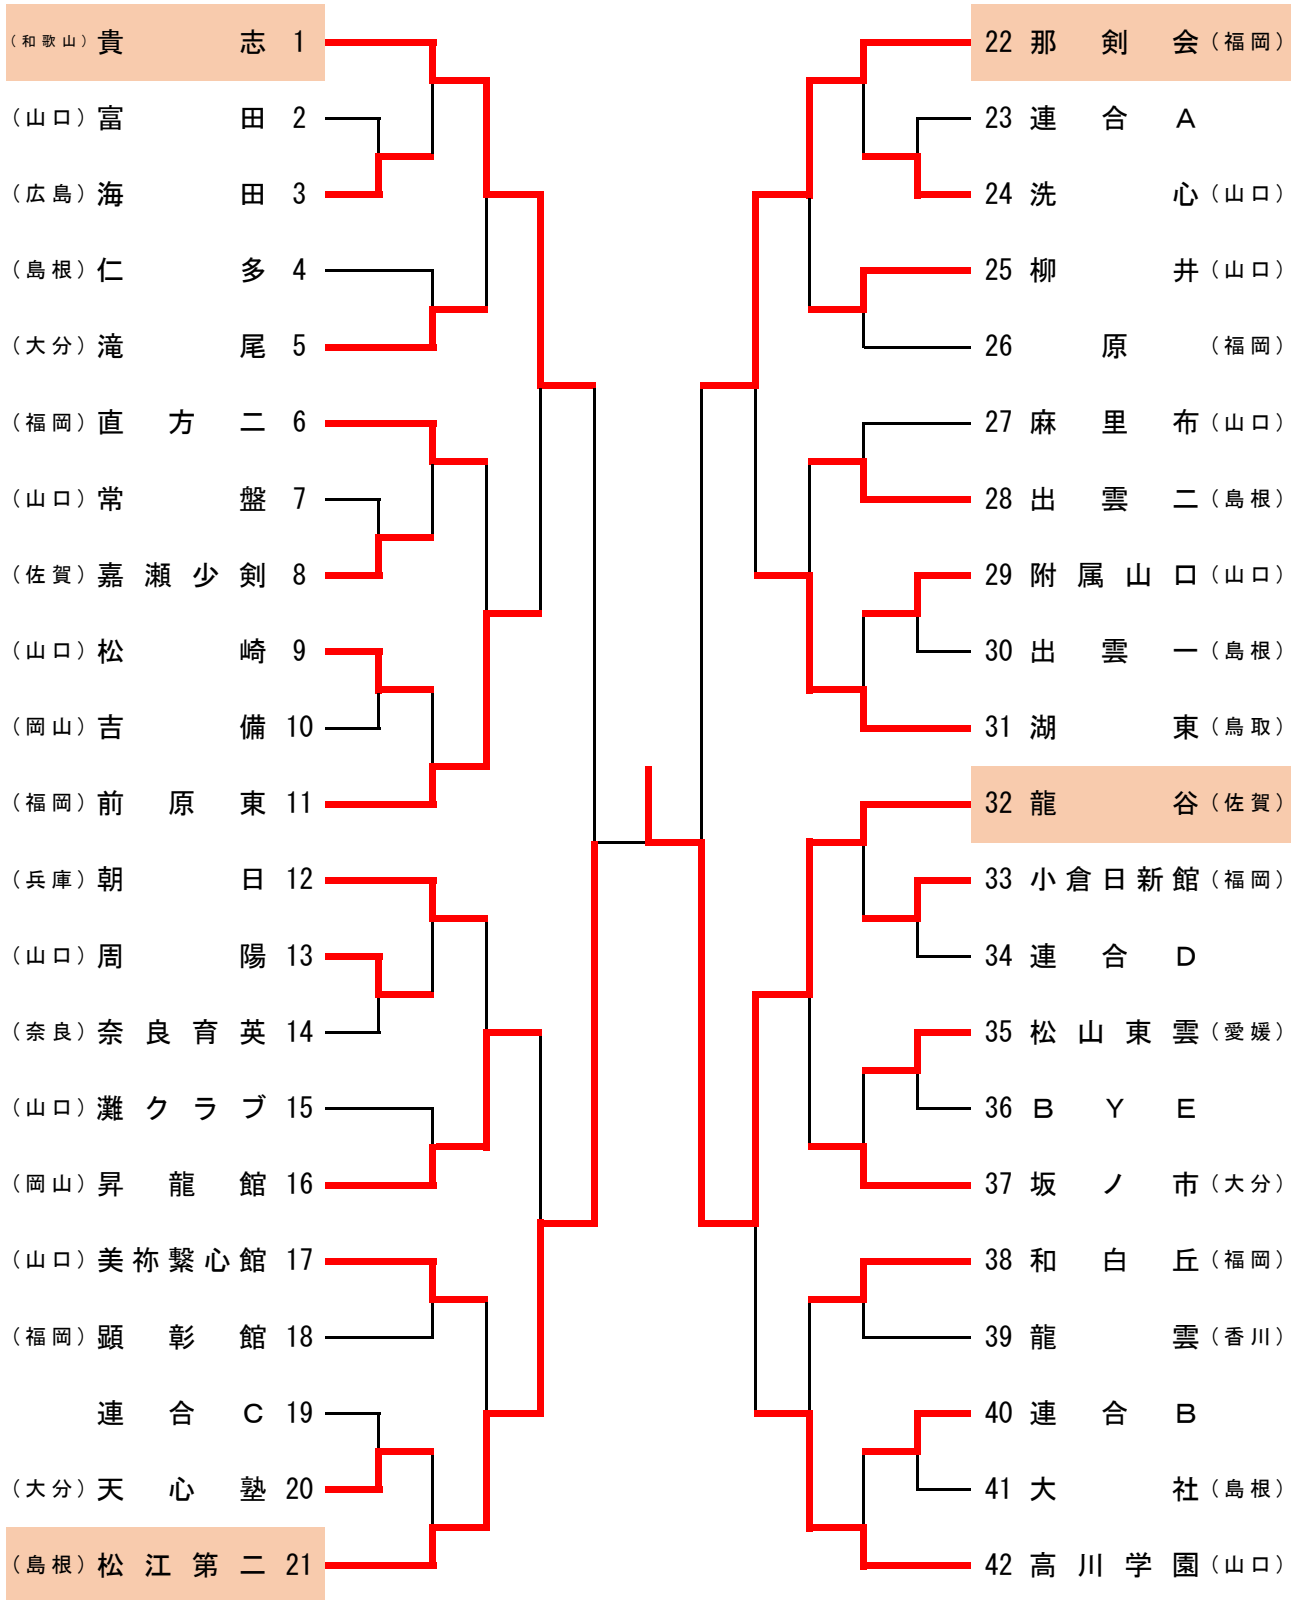 (和歌山) 貴志 1
(山口) 富田 2
(広島) 海田 3
(島根) 仁多 4
(大分) 滝尾 5
(福岡) 直方二 6
(山口) 常盤 7
(佐賀) 嘉瀬少剣 8
(山口) 松崎 9
(岡山) 吉備 10
(福岡) 前原東 11
(兵庫) 朝日 12
(山口) 周陽 13
(奈良) 奈良育英 14
(山口) 灘クラブ 15
(岡山) 昇龍館 16
(山口) 美祢繋心館 17
(福岡) 顕彰館 18
連合C 19
(大分) 天心塾 20
(島根) 松江第二 21
22 那剣会 (福岡)
23 連合A
24 洗心 (山口)
25 柳井 (山口)
26 原 (福岡)
27 麻里布 (山口)
28 出雲二 (島根)
29 附属山口 (山口)
30 出雲一 (島根)
31 湖東 (鳥取)
32 龍谷 (佐賀)
33 小倉日新館 (福岡)
34 連合D
35 松山東雲 (愛媛)
36 BYE
37 坂ノ市 (大分)
38 和白丘 (福岡)
39 龍雲 (香川)
40 連合B
41 大社 (島根)
42 高川学園 (山口)